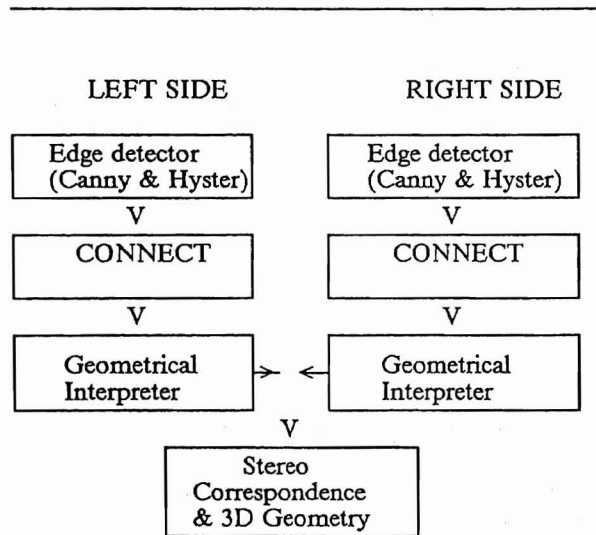 LEFT SIDE
RIGHT SIDE
Edge detector
(Canny & Hyster)
Edge detector
(Canny & Hyster)
V
V
CONNECT
CONNECT
V
V
Geometrical
Interpreter
Geometrical
Interpreter
V
Stereo
Correspondence
& 3D Geometry